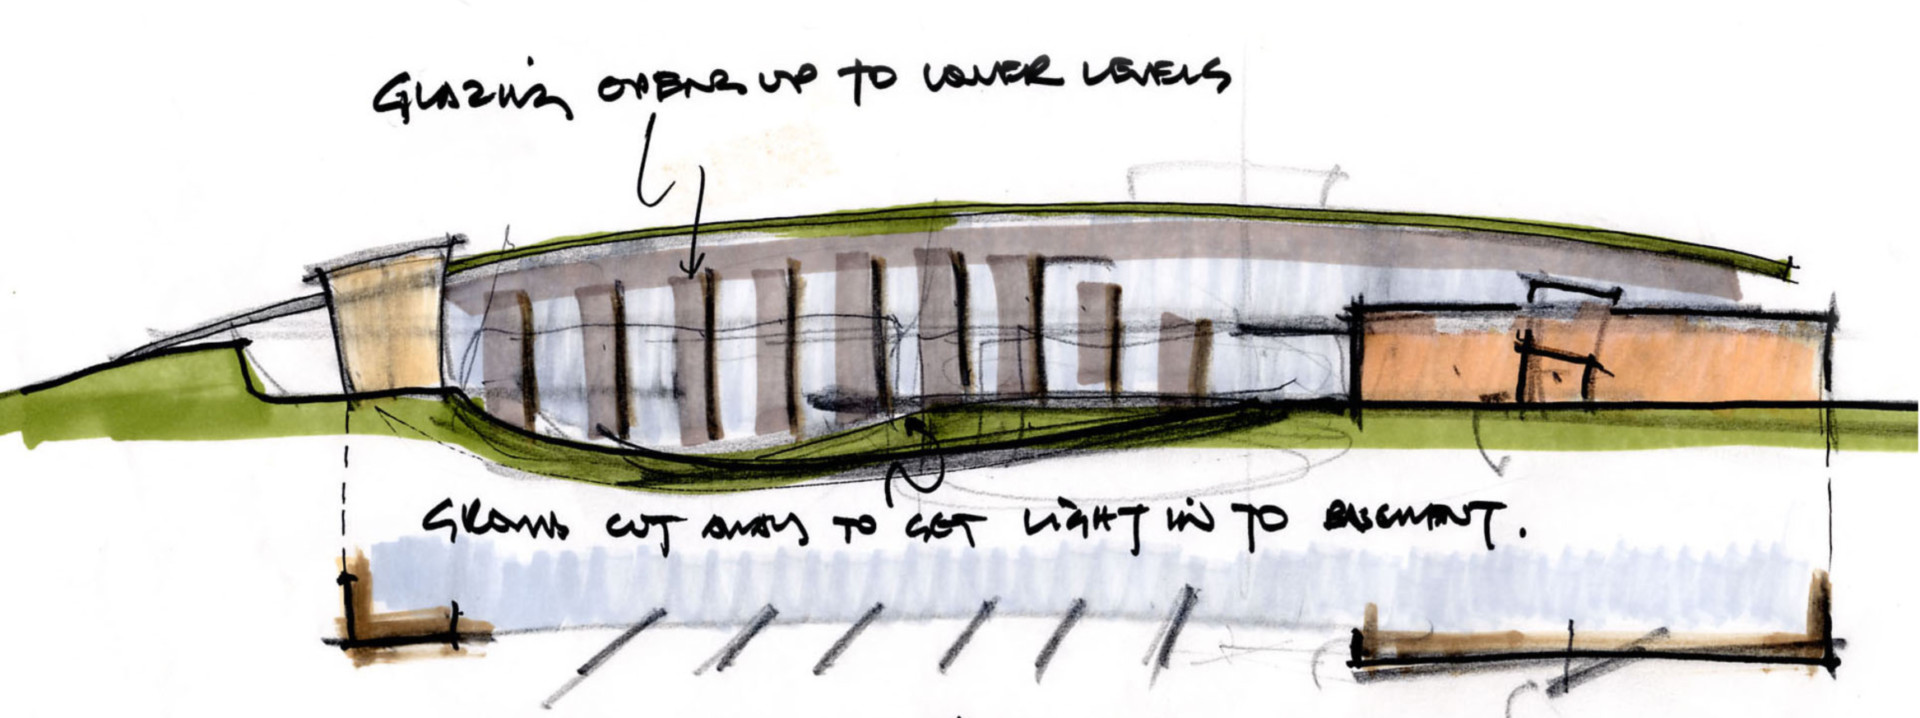 GLAZING OPENS UP TO LOWER LEVELS
GROUND CUT AWAY TO GET LIGHT IN TO BASEMENT.